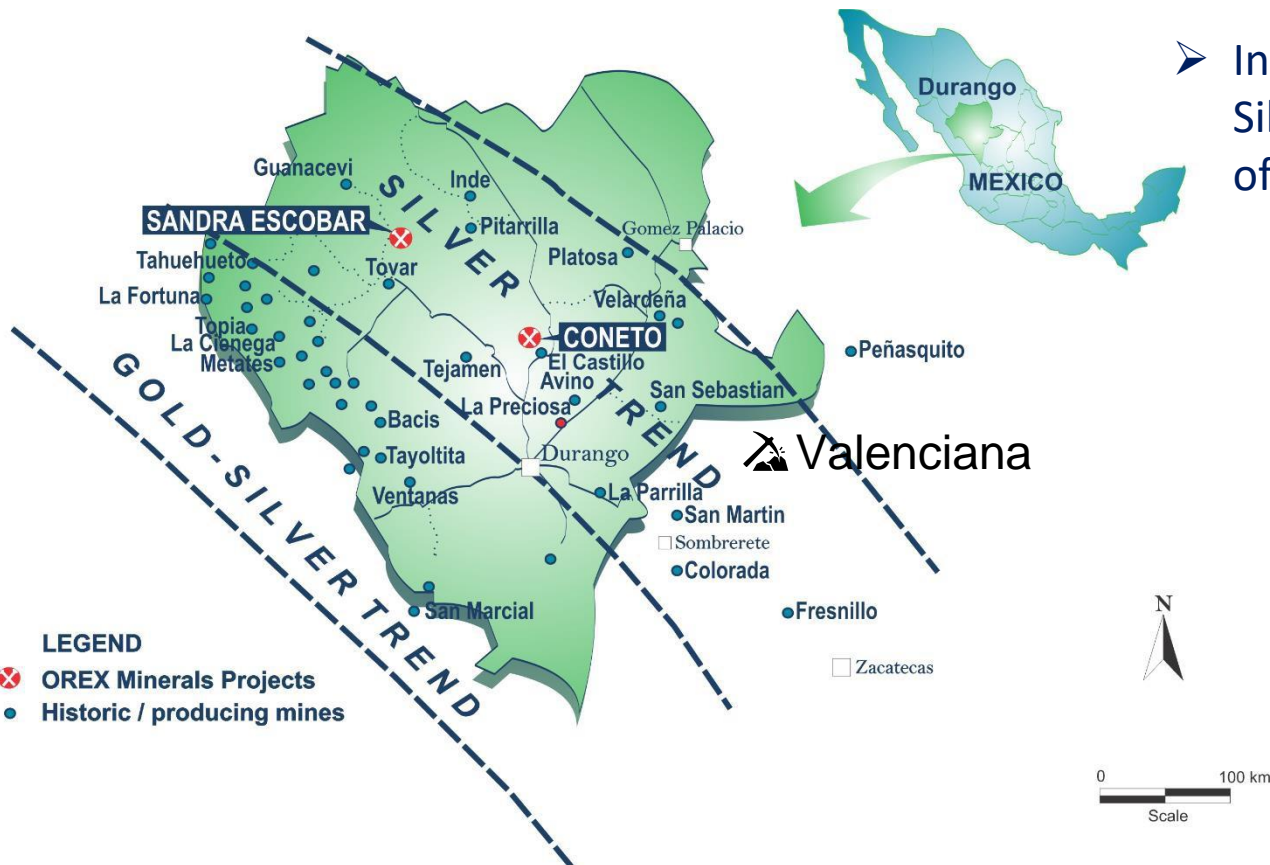 ➢ In
Sil
of
Durango
MEXICO
Guanacevi
Inde
SILVER
SANDRA ESCOBAR
Pitarrilla
Gomez Palacio
Tahuehueto
Tovar
Platosa
La Fortuna
Velardeña
Topia
La Cienega
CONETO
Metates
Tejamen
El Castillo
Peñasquito
Avino
San Sebastian
TREND
La Preciosa
Bacis
Valenciana
Durango
Tayoltita
Ventanas
La Parrilla
San Martin
Sombrerete
Colorada
GOLD-SILVER TREND
San Marcial
Fresnillo
N
Zacatecas
LEGEND
OREX Minerals Projects
Historic / producing mines
0 100 km
Scale